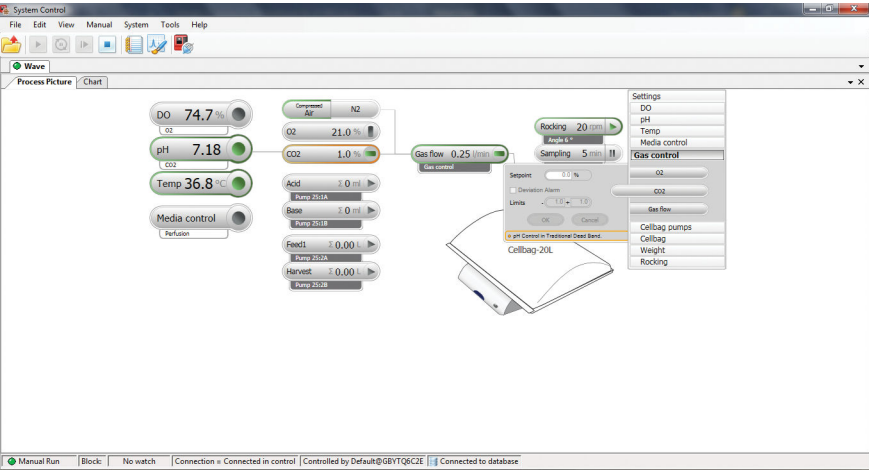 System Control
File Edit View Manual System Tools Help
Wave
Process Picture Chart
DO 74.7 %
O2
pH 7.18
CO2
Temp 36.8 °C
Media control
Perfusion
Compressed Air N2
O2 21.0 %
CO2 1.0 %
Acid Σ 0 ml
Pump 25:1A
Base Σ 0 ml
Pump 25:1B
Feed1 Σ 0.00 L
Pump 25:2A
Harvest Σ 0.00 L
Pump 25:2B
Gas flow 0.25 l/min
Gas control
Rocking 20 rpm
Angle 6 °
Sampling 5 min
Setpoint 0.0 %
Deviation Alarm
Limits - 1.0 + 1.0
OK Cancel
pH Control in Traditional Dead Band.
Cellbag-20L
Settings
DO
pH
Temp
Media control
Gas control
O2
CO2
Gas flow
Cellbag pumps
Cellbag
Weight
Rocking
Manual Run Block: No watch Connection = Connected in control Controlled by Default@GBYTQ6C2E Connected to database